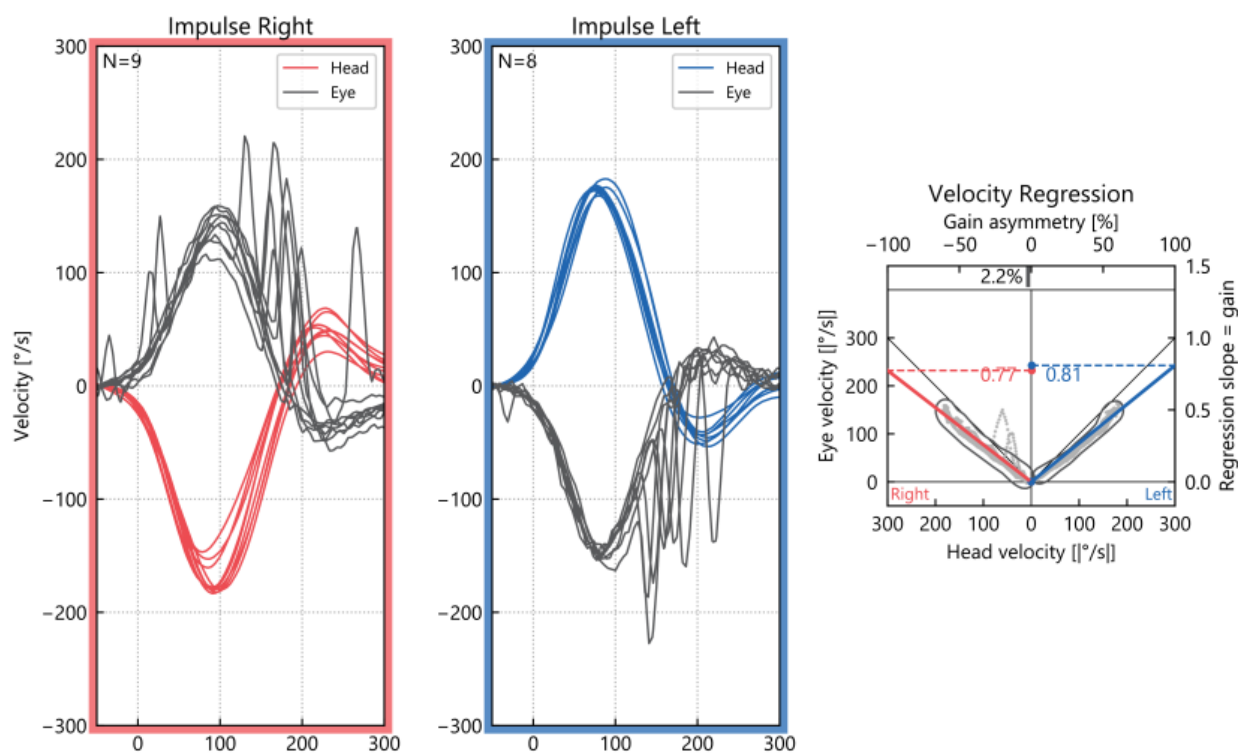 Impulse Right
300
200
100
0
−100
−200
−300
Velocity [°/s]
N=9
Head
Eye
0
100
200
300
Impulse Left
300
200
100
0
−100
−200
−300
N=8
Head
Eye
0
100
200
300
Velocity Regression
Gain asymmetry [%]
−100
−50
0
50
100
2.2%
Eye velocity [|°/s|]
300
200
100
0
0.77
0.81
Right
Left
1.5
1.0
0.5
0.0
Regression slope = gain
300
200
100
0
100
200
300
Head velocity [|°/s|]